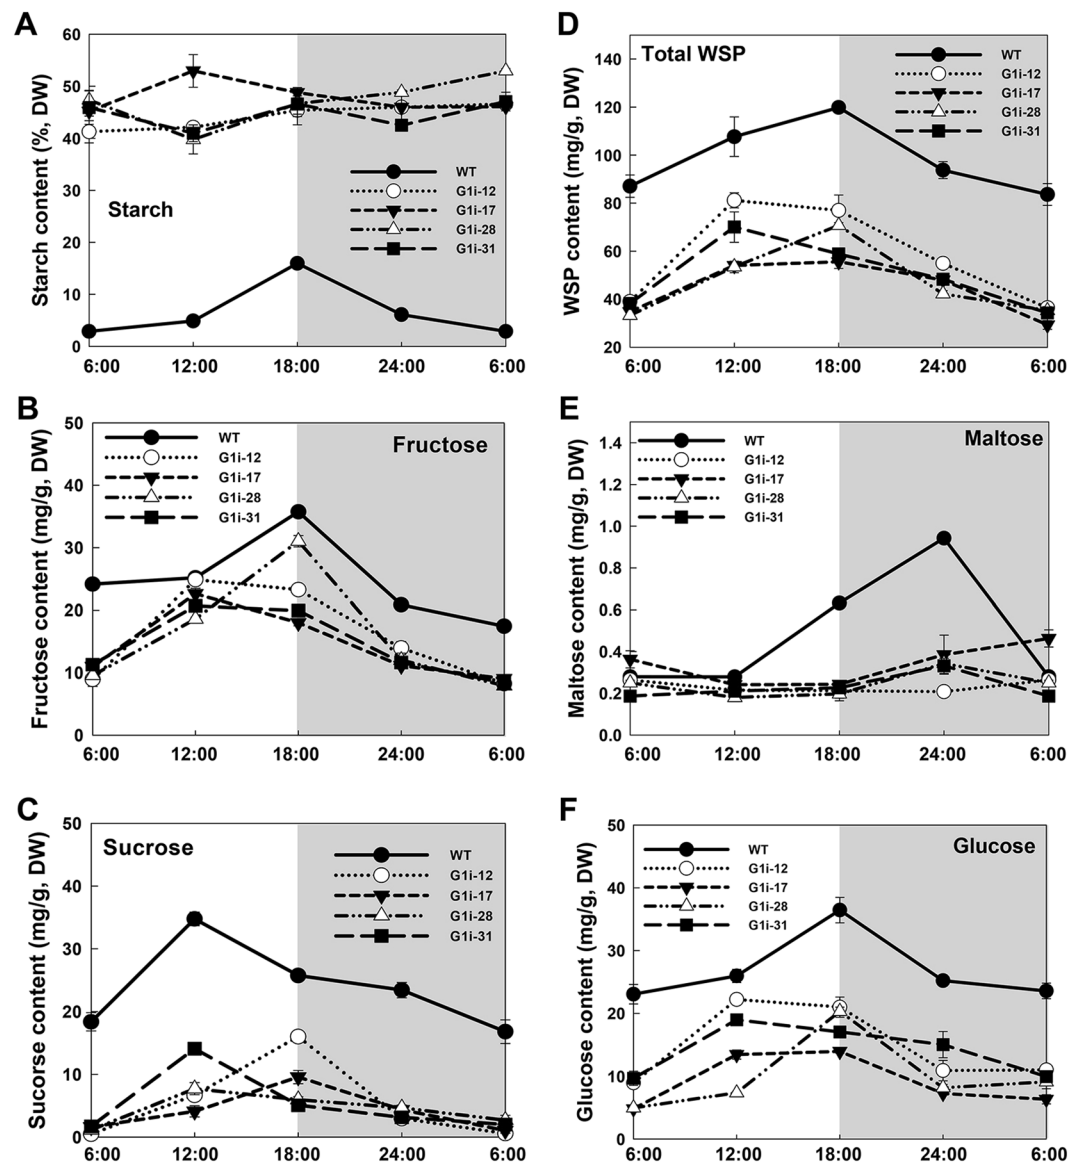 A
Starch content (%, DW)
60
50
40
30
20
10
0
Starch
WT
G1i-12
G1i-17
G1i-28
G1i-31
6:00 12:00 18:00 24:00 6:00
D
WSP content (mg/g, DW)
140
120
100
80
60
40
20
Total WSP
WT
G1i-12
G1i-17
G1i-28
G1i-31
6:00 12:00 18:00 24:00 6:00
B
Fructose content (mg/g, DW)
50
40
30
20
10
0
Fructose
WT
G1i-12
G1i-17
G1i-28
G1i-31
6:00 12:00 18:00 24:00 6:00
E
Maltose content (mg/g, DW)
1.4
1.2
1.0
0.8
0.6
0.4
0.2
0.0
Maltose
WT
G1i-12
G1i-17
G1i-28
G1i-31
6:00 12:00 18:00 24:00 6:00
C
Sucorse content (mg/g, DW)
50
40
30
20
10
0
Sucrose
WT
G1i-12
G1i-17
G1i-28
G1i-31
6:00 12:00 18:00 24:00 6:00
F
Glucose content (mg/g, DW)
50
40
30
20
10
0
Glucose
WT
G1i-12
G1i-17
G1i-28
G1i-31
6:00 12:00 18:00 24:00 6:00